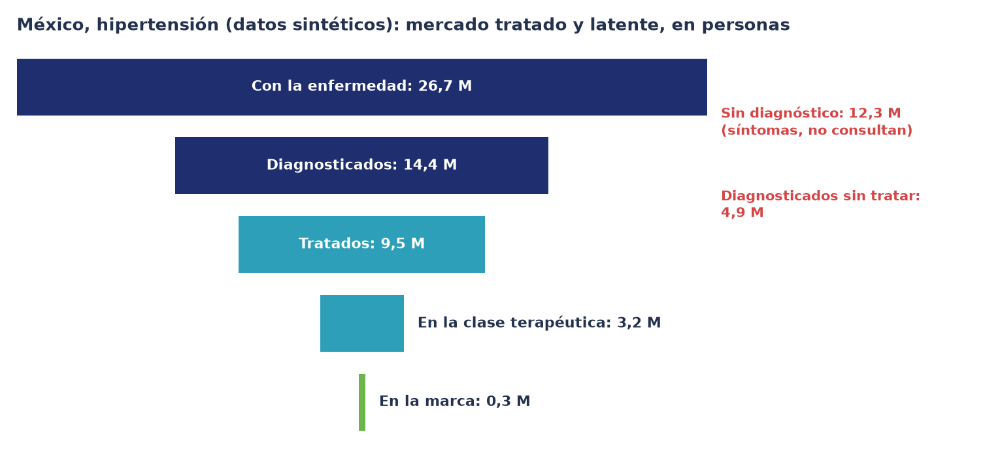 México, hipertensión (datos sintéticos): mercado tratado y latente, en personas
Con la enfermedad: 26,7 M
Sin diagnóstico: 12,3 M
(síntomas, no consultan)
Diagnosticados: 14,4 M
Diagnosticados sin tratar:
4,9 M
Tratados: 9,5 M
En la clase terapéutica: 3,2 M
En la marca: 0,3 M